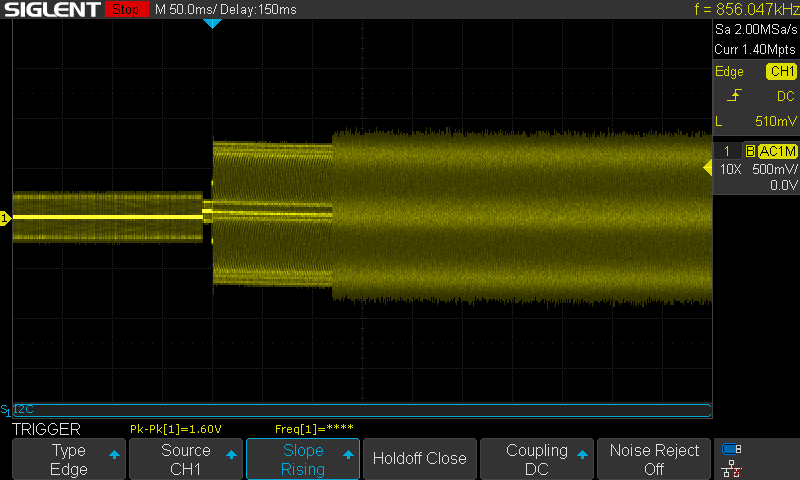 SIGLENT Stop M 50.0ms/ Delay:150ms f = 856.047kHz
Sa 2.00MSa/s
Curr 1.40Mpts
Edge CH1
DC
L 510mV
1 B AC1M
10X 500mV/
0.0V
1
S1 I2C
TRIGGER Pk-Pk[1]=1.60V Freq[1]=****
Type Edge
Source CH1
Slope Rising
Holdoff Close
Coupling DC
Noise Reject Off